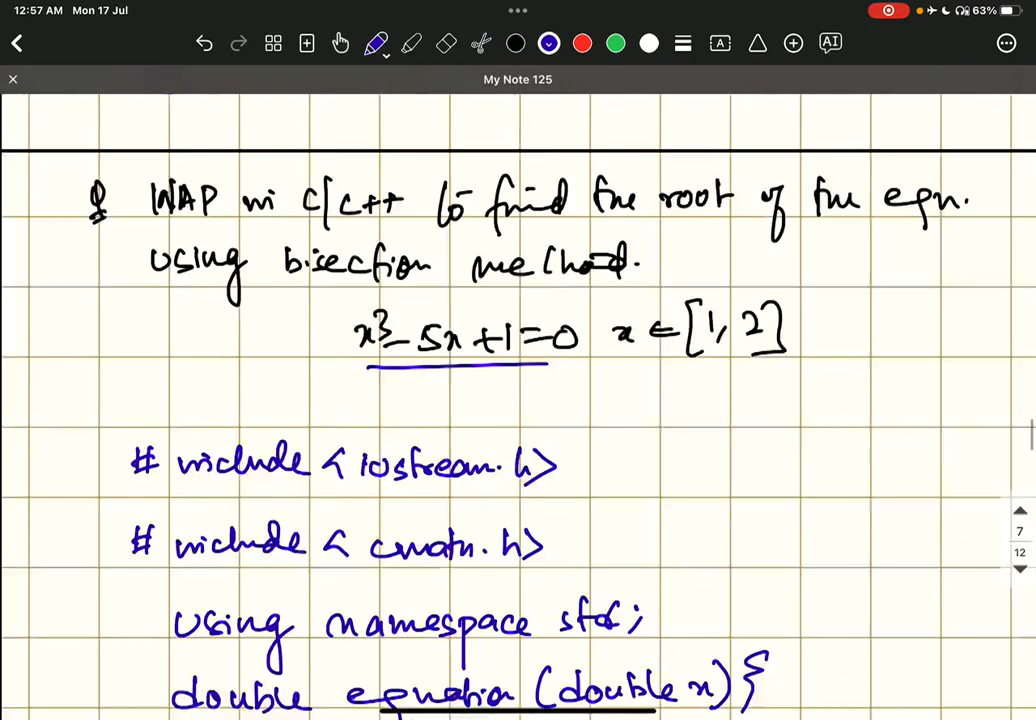 12:57 AM Mon 17 Jul
63%
My Note 125
Q WAP in C/C++ to find the root of the eqn.
using bisection method.
x³ - 5x + 1 = 0 x ∈ [1, 2]
# include < iostream.h>
# include < cmath.h>
using namespace std;
double equation (double x) {
7
12
A
AI